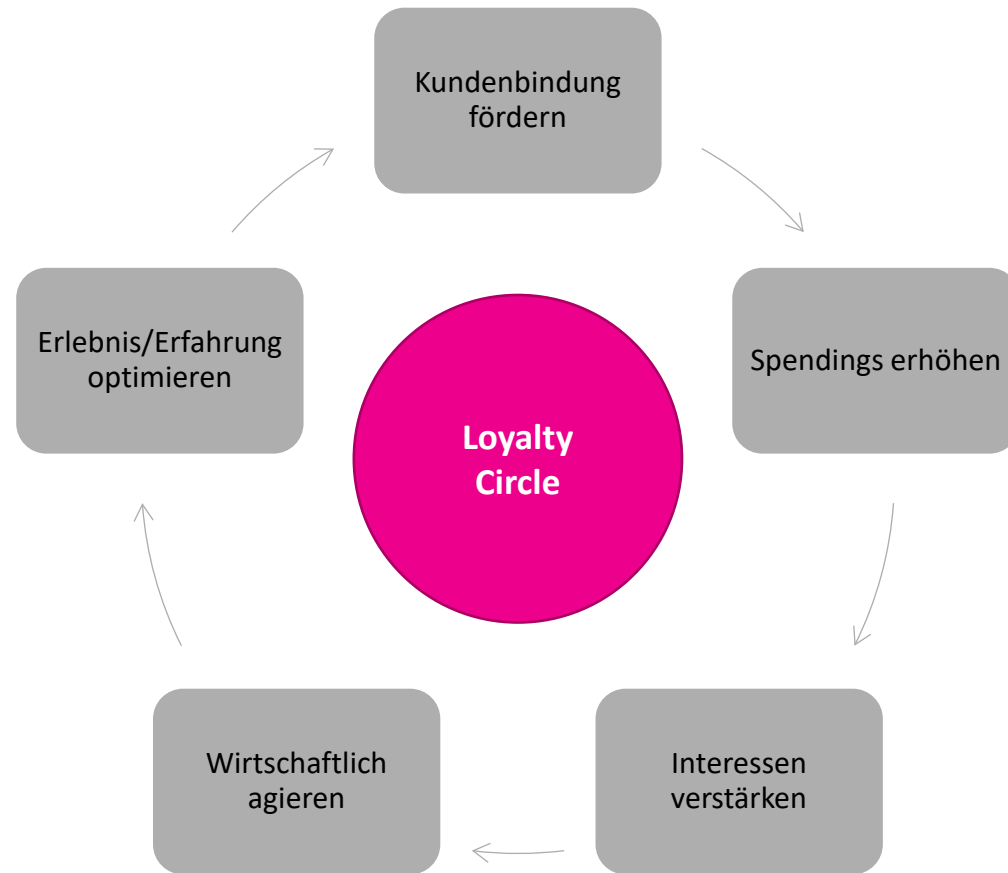 Kundenbindung
fördern
Spendings erhöhen
Interessen
verstärken
Wirtschaftlich
agieren
Erlebnis/Erfahrung
optimieren
Loyalty
Circle